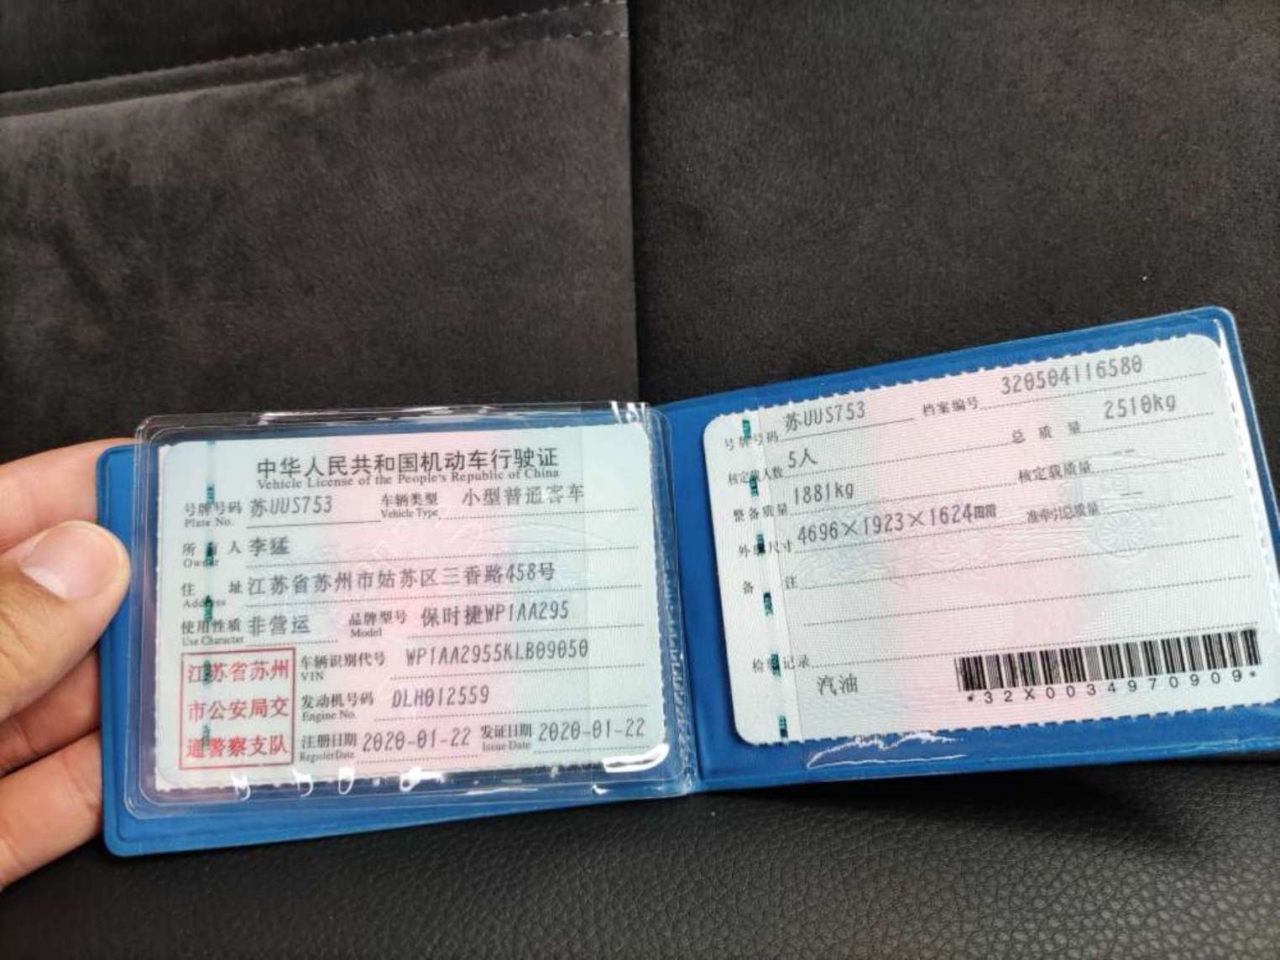 中华人民共和国机动车行驶证
Vehicle License of the People's Republic of China
号牌号码 苏UUS753 车辆类型 小型普通客车
Plate No. Vehicle Type
所有人 李猛
Owner
住址 江苏省苏州市姑苏区三香路458号
Address
使用性质 非营运 品牌型号 保时捷WP1AA295
Use Character Model
江苏省苏州
市公安局交
通警察支队
车辆识别代号 WP1AA2955KLB09050
VIN
发动机号码 DLH012559
Engine No.
注册日期 2020-01-22 发证日期 2020-01-22
Register Date Issue Date
号牌号码 苏UUS753 档案编号 320504116580
核定载人数 5人 总质量 2510kg
整备质量 1881kg 核定载质量 --
外廓尺寸 4696×1923×1624mm 准牵引总质量 --
备注
检验记录
汽油
*32X0034970909*